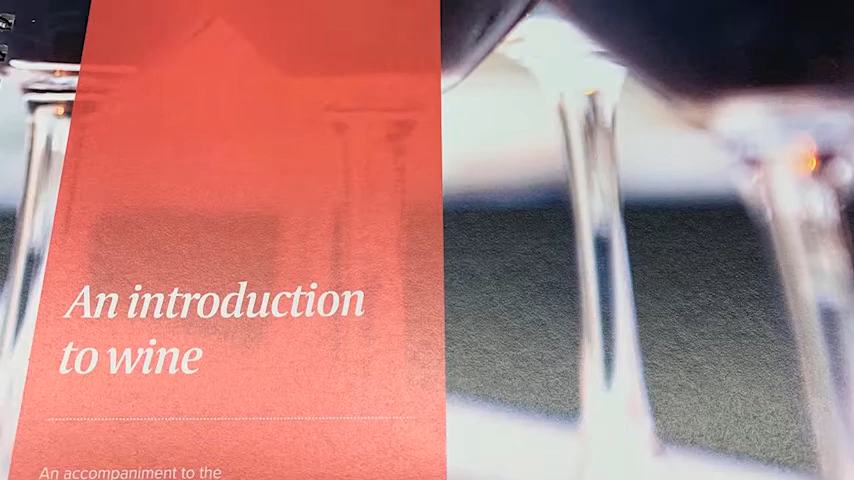 An introduction
to wine
An accompaniment to the